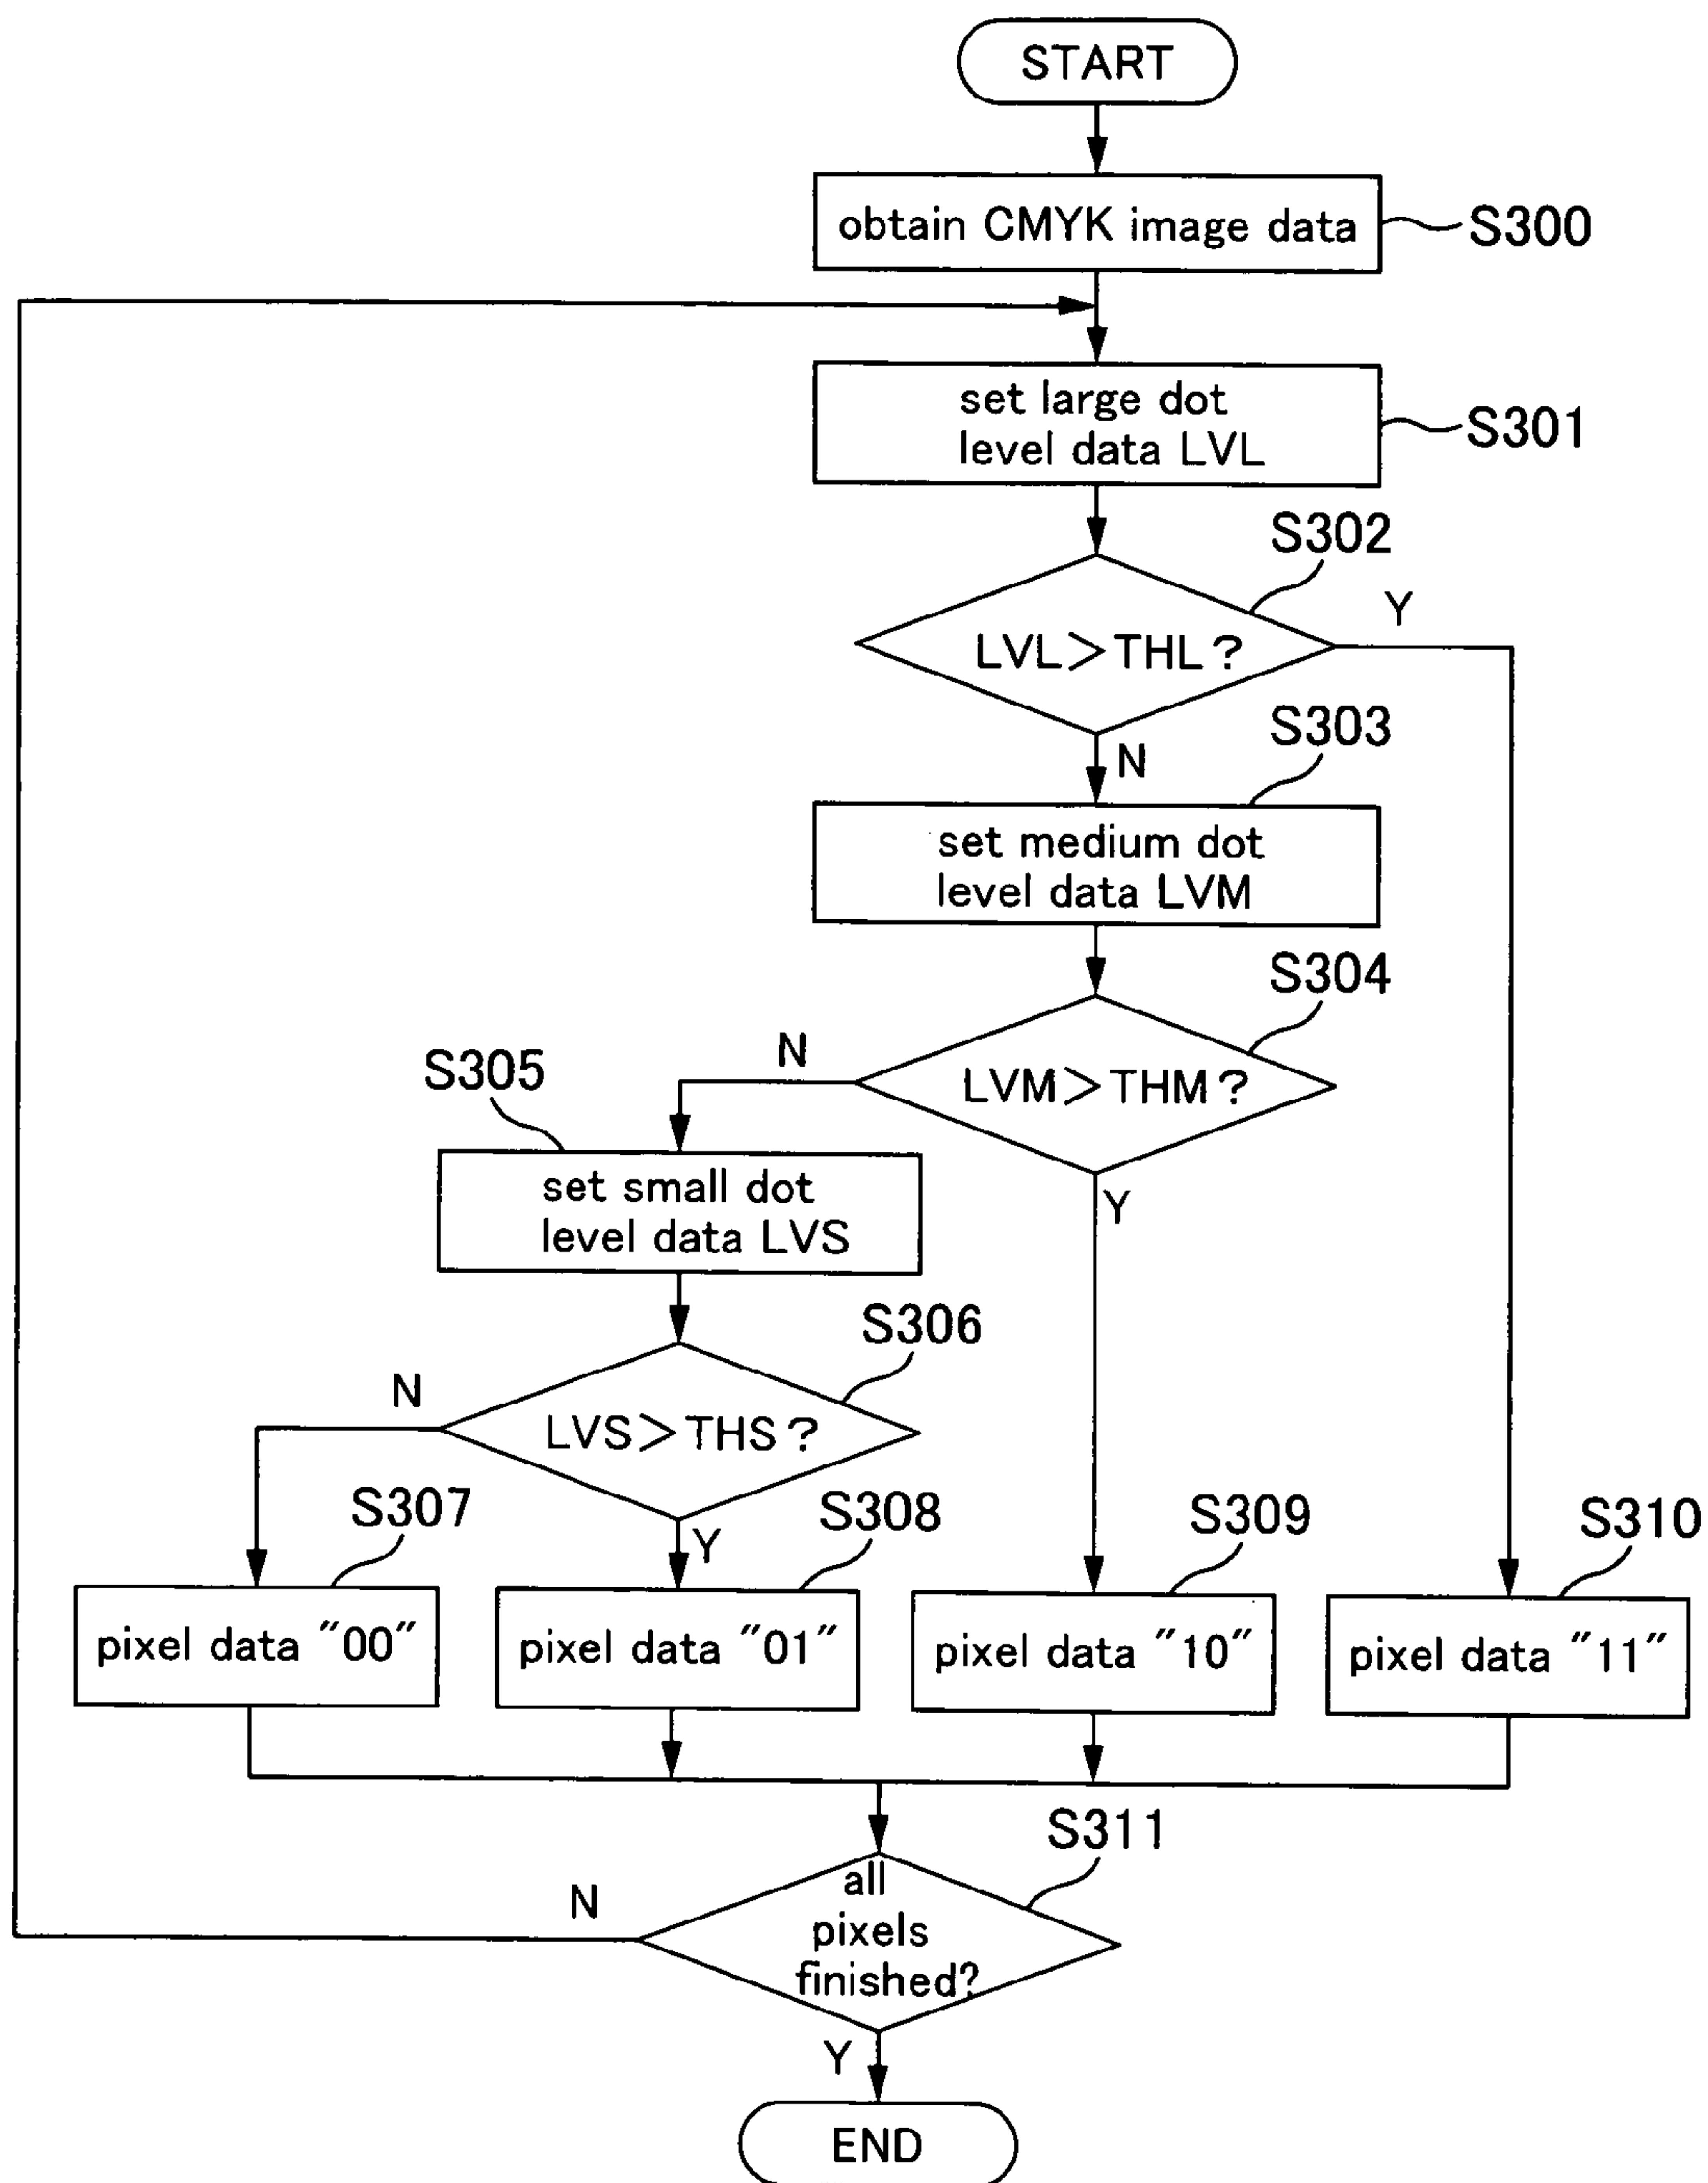 START
obtain CMYK image data
S300
set large dot
level data LVL
S301
S302
LVL>THL?
Y
N
S303
set medium dot
level data LVM
S304
LVM>THM?
N
Y
S305
set small dot
level data LVS
S306
LVS>THS?
N
Y
S307
pixel data "00"
S308
pixel data "01"
S309
pixel data "10"
S310
pixel data "11"
S311
all
pixels
finished?
N
Y
END